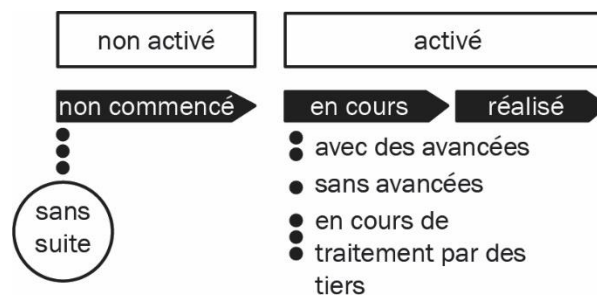 non activé
activé
non commencé
en cours
réalisé
avec des avancées
sans avancées
en cours de
traitement par des
tiers
sans
suite